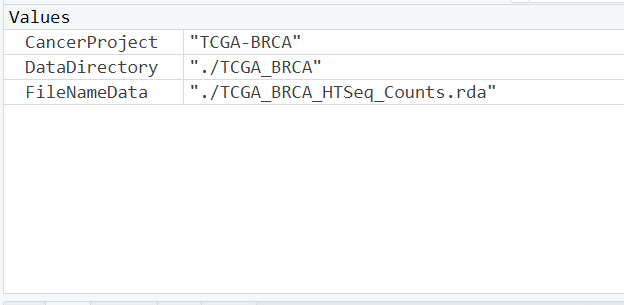 Values
CancerProject "TCGA-BRCA"
DataDirectory "./TCGA_BRCA"
FileNameData "./TCGA_BRCA_HTSeq_Counts.rda"